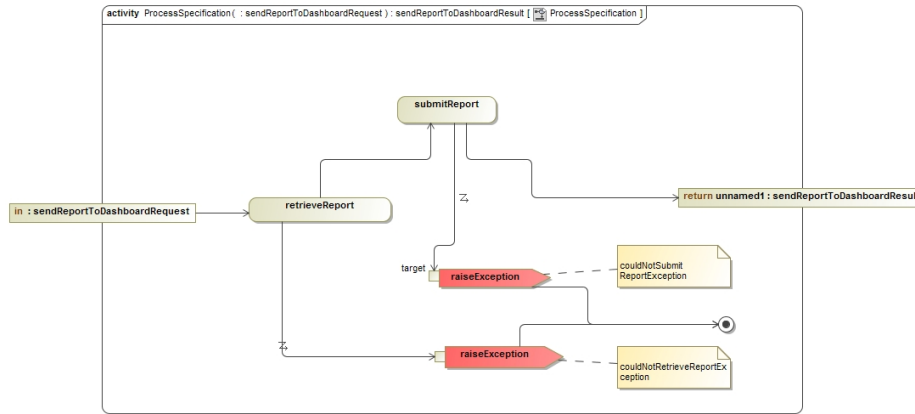 activity ProcessSpecification( : sendReportToDashboardRequest ) : sendReportToDashboardResult [ ProcessSpecification ]
submitReport
return unnamed1 : sendReportToDashboardResul
retrieveReport
in : sendReportToDashboardRequest
target
raiseException
couldNotSubmit
ReportException
raiseException
couldNotRetrieveReportEx
ception